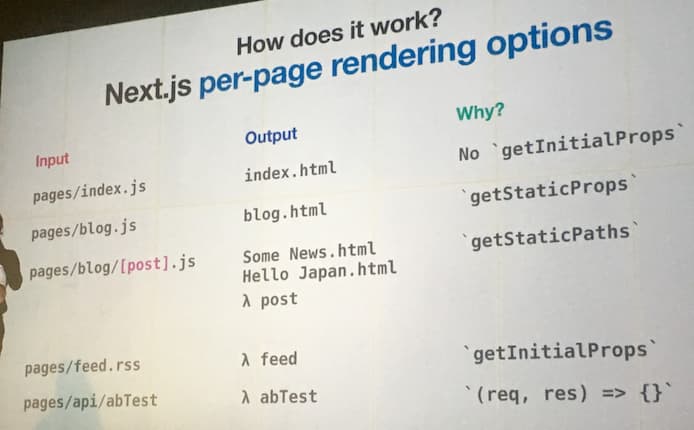 How does it work?
Next.js per-page rendering options
Input Output Why?
pages/index.js index.html No `getInitialProps`
pages/blog.js blog.html `getStaticProps`
pages/blog/[post].js Some News.html `getStaticPaths`
Hello Japan.html
λ post
pages/feed.rss λ feed `getInitialProps`
pages/api/abTest λ abTest `(req, res) => {}`